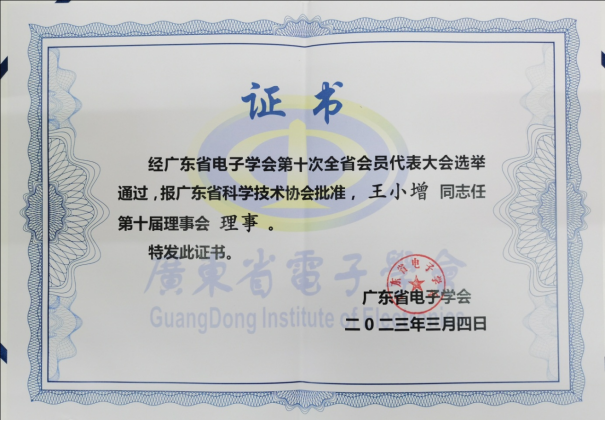 证书
经广东省电子学会第十次全省会员代表大会选举
通过，报广东省科学技术协会批准，王小增 同志任
第十届理事会 理事 。
特发此证书。
廣東省電子學會
广东省电子学会
GuangDong Institute of Electronics
二〇二三年三月四日